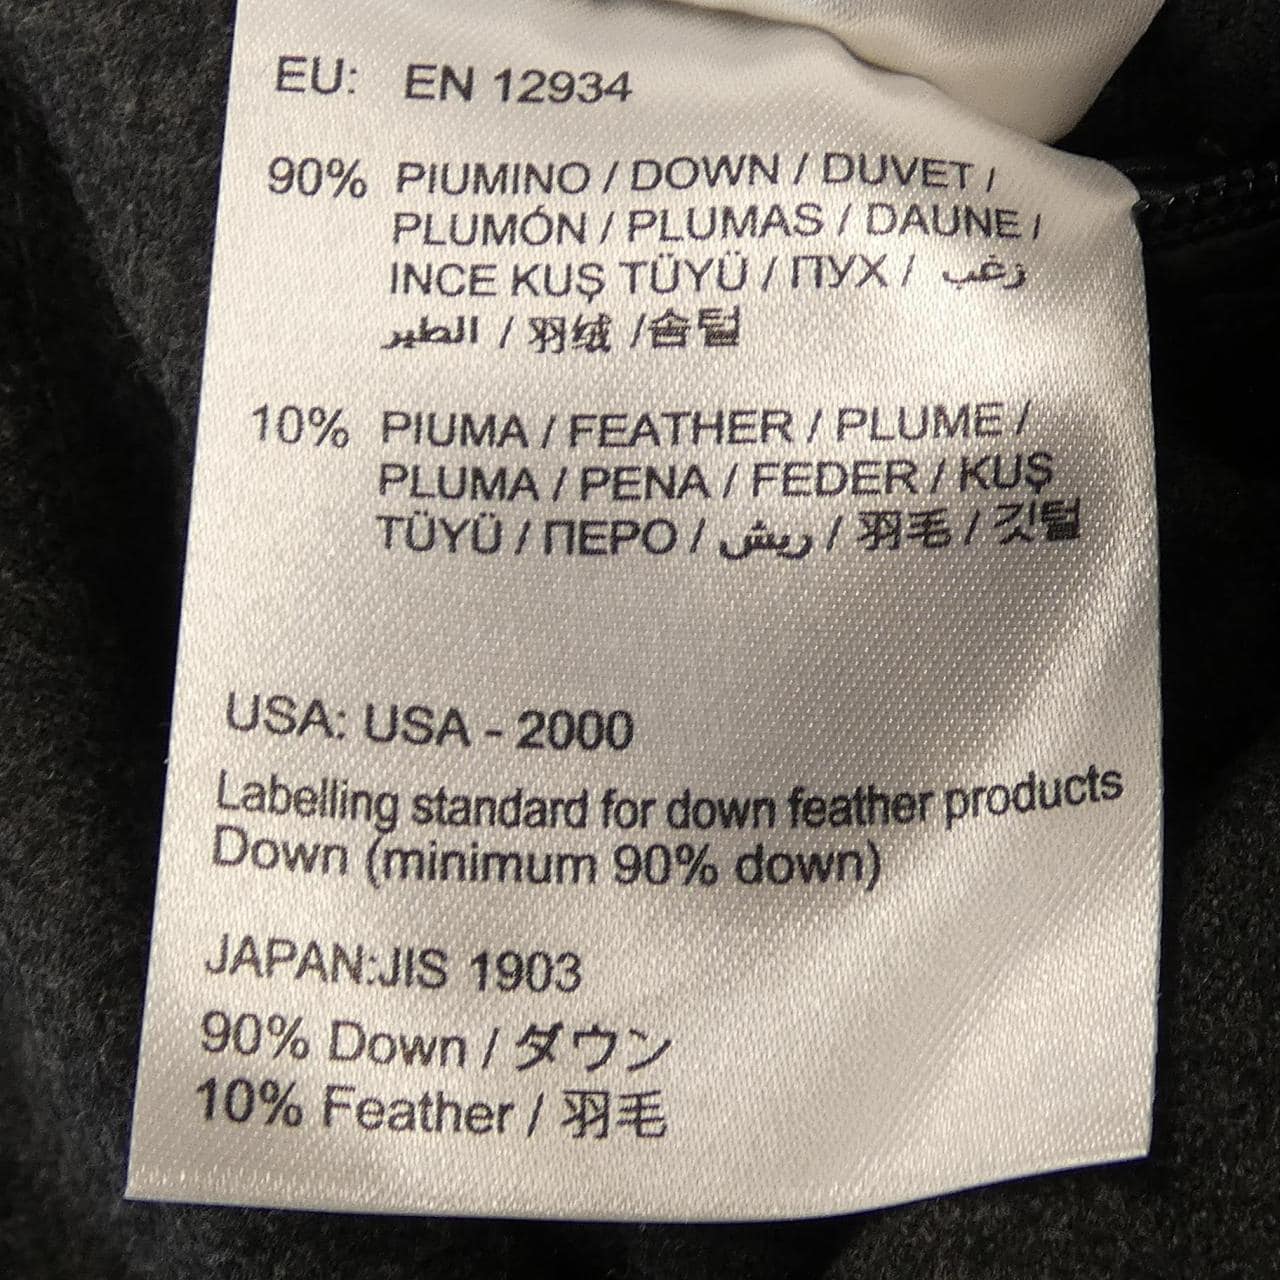 EU: EN 12934
90% PIUMINO / DOWN / DUVET /
PLUMÓN / PLUMAS / DAUNE /
INCE KUŞ TÜYÜ / ПУХ / زغب
الطير / 羽绒 /솜털
10% PIUMA / FEATHER / PLUME /
PLUMA / PENA / FEDER / KUŞ
TÜYÜ / ПЕРО / ريش / 羽毛 / 깃털
USA: USA - 2000
Labelling standard for down feather products
Down (minimum 90% down)
JAPAN:JIS 1903
90% Down / ダウン
10% Feather / 羽毛